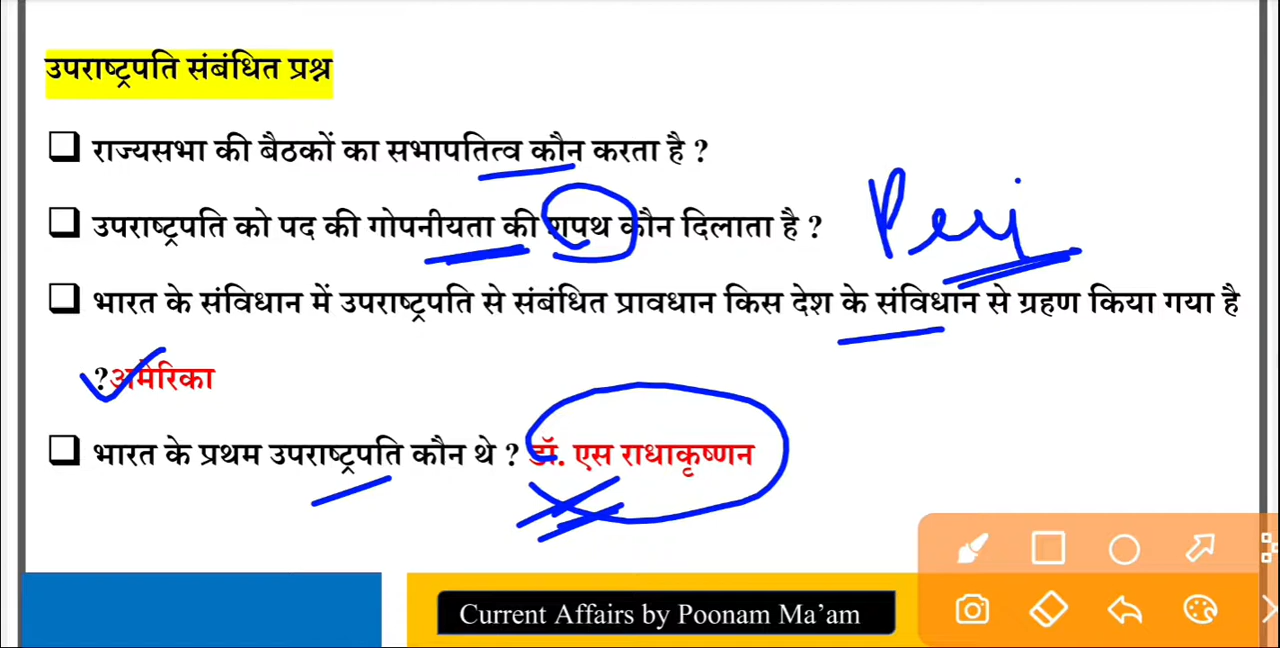 उपराष्ट्रपति संबंधित प्रश्न
राज्यसभा की बैठकों का सभापतित्व कौन करता है ?
उपराष्ट्रपति को पद की गोपनीयता की शपथ कौन दिलाता है ?
भारत के संविधान में उपराष्ट्रपति से संबंधित प्रावधान किस देश के संविधान से ग्रहण किया गया है
?अमेरिका
भारत के प्रथम उपराष्ट्रपति कौन थे ? डॉ. एस राधाकृष्णन
Current Affairs by Poonam Ma'am